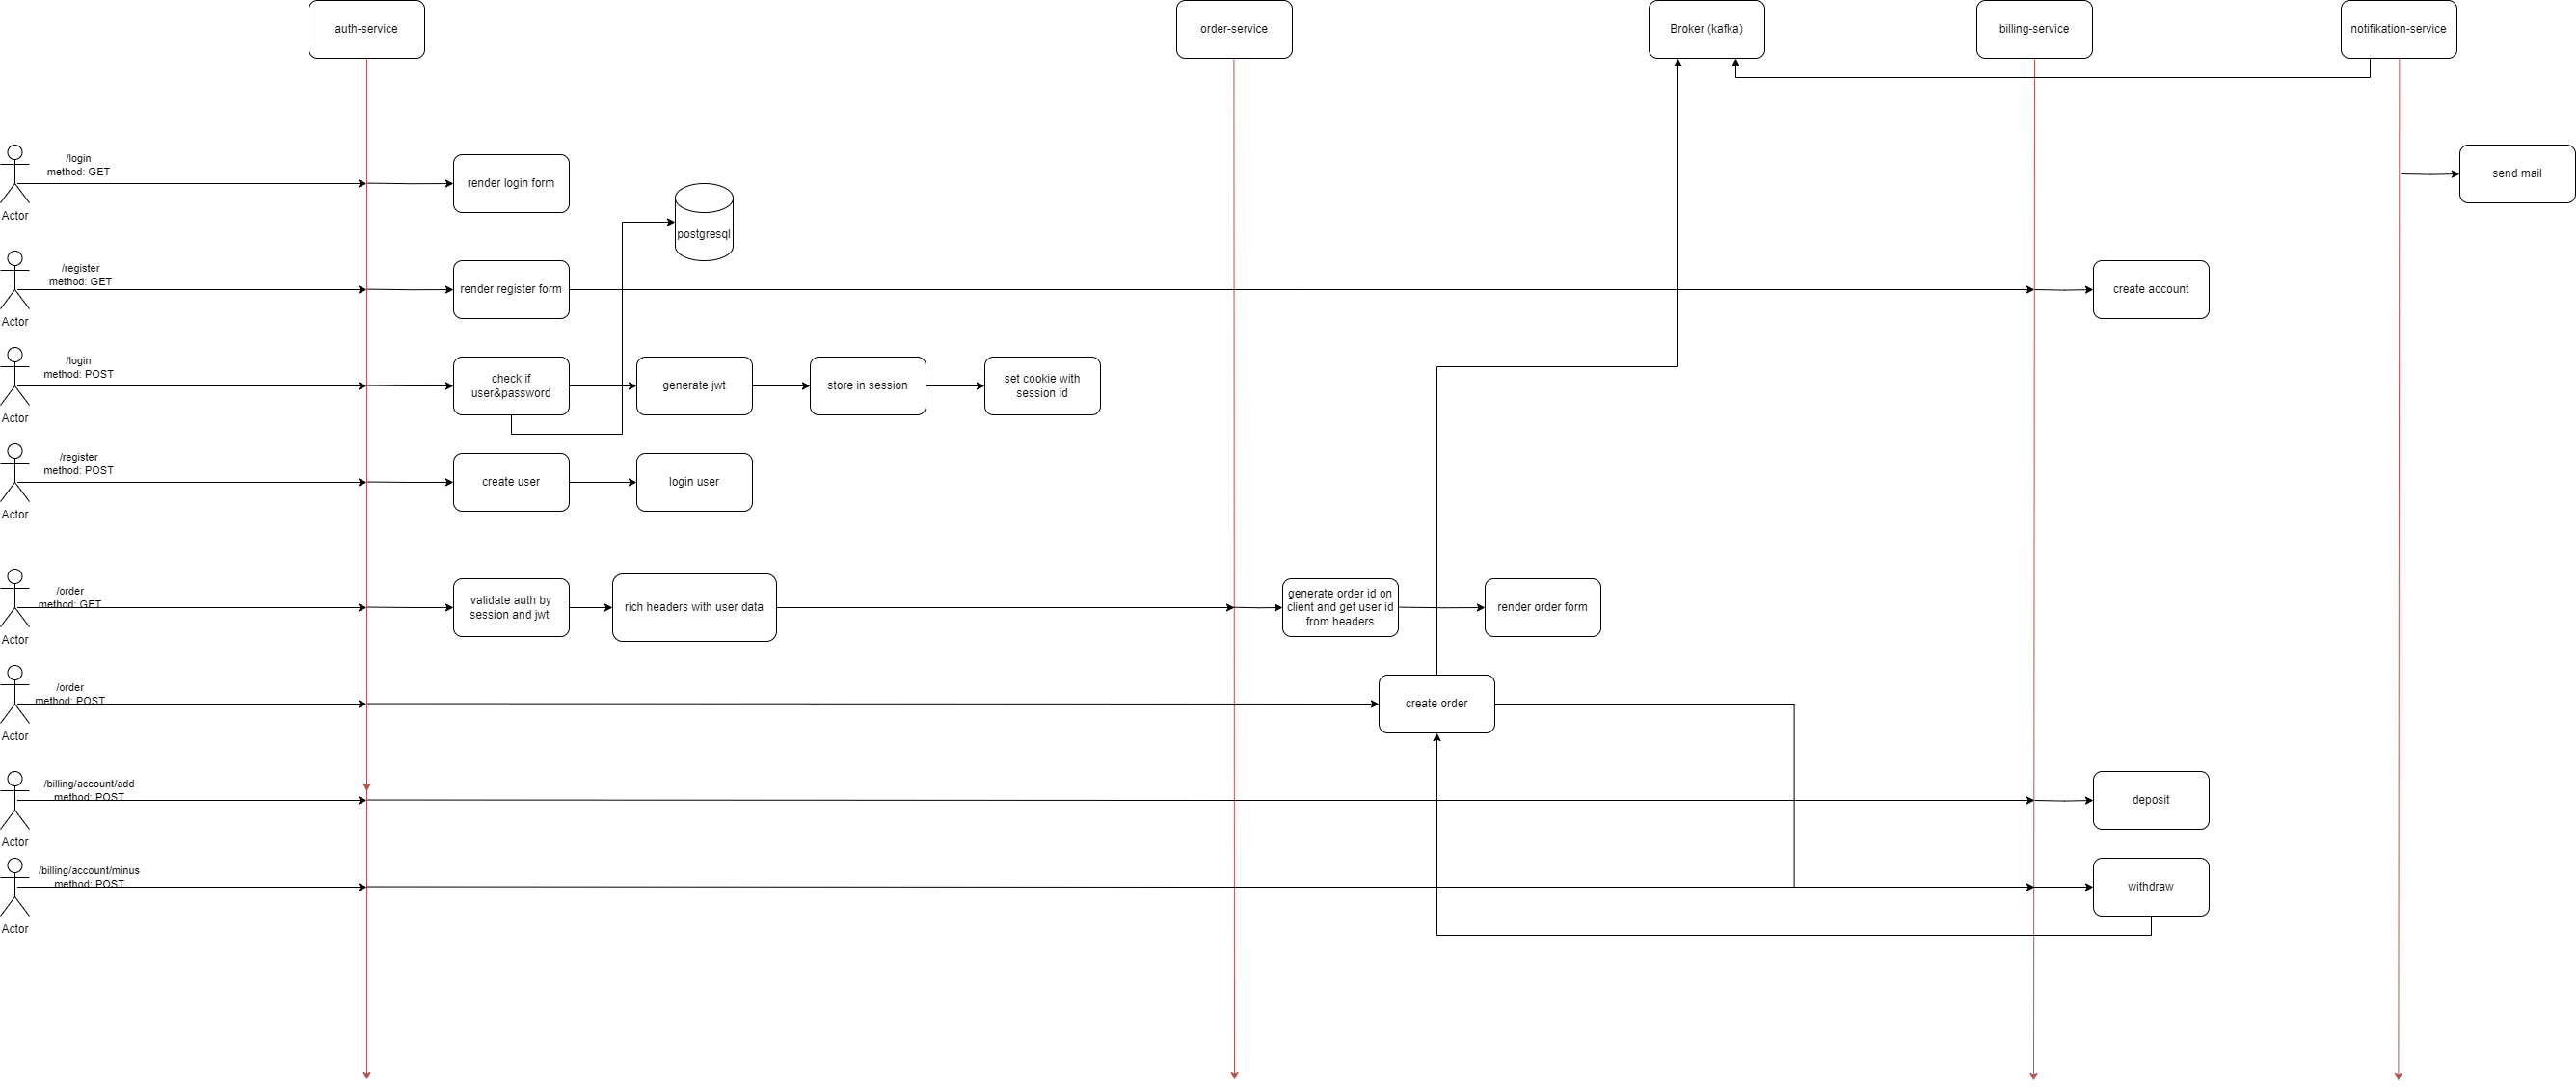 auth-service
order-service
Broker (kafka)
billing-service
notifikation-service
/login
method: GET
Actor
render login form
postgresql
send mail
/register
method: GET
Actor
render register form
create account
/login
method: POST
Actor
check if
user&password
generate jwt
store in session
set cookie with
session id
/register
method: POST
Actor
create user
login user
/order
method: GET
Actor
validate auth by
session and jwt
rich headers with user data
generate order id on
client and get user id
from headers
render order form
/order
method: POST
Actor
create order
/billing/account/add
method: POST
Actor
deposit
/billing/account/minus
method: POST
Actor
withdraw